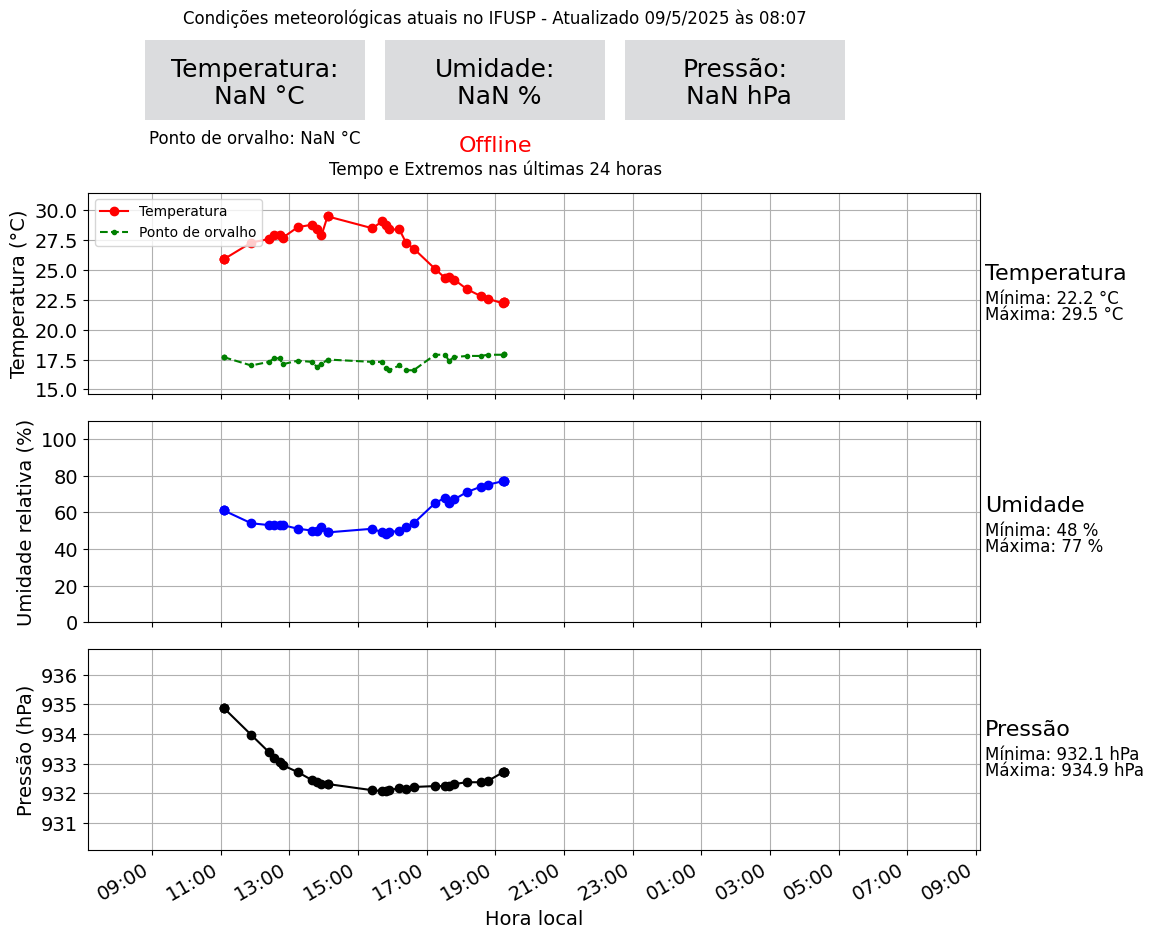 Condições meteorológicas atuais no IFUSP - Atualizado 09/5/2025 às 08:07
Temperatura:
NaN °C
Umidade:
NaN %
Pressão:
NaN hPa
Ponto de orvalho: NaN °C
Offline
Tempo e Extremos nas últimas 24 horas
Temperatura (°C)
30.0
27.5
25.0
22.5
20.0
17.5
15.0
Temperatura
Ponto de orvalho
Temperatura
Mínima: 22.2 °C
Máxima: 29.5 °C
Umidade relativa (%)
100
80
60
40
20
0
Umidade
Mínima: 48 %
Máxima: 77 %
Pressão (hPa)
936
935
934
933
932
931
Pressão
Mínima: 932.1 hPa
Máxima: 934.9 hPa
09:00 11:00 13:00 15:00 17:00 19:00 21:00 23:00 01:00 03:00 05:00 07:00 09:00
Hora local